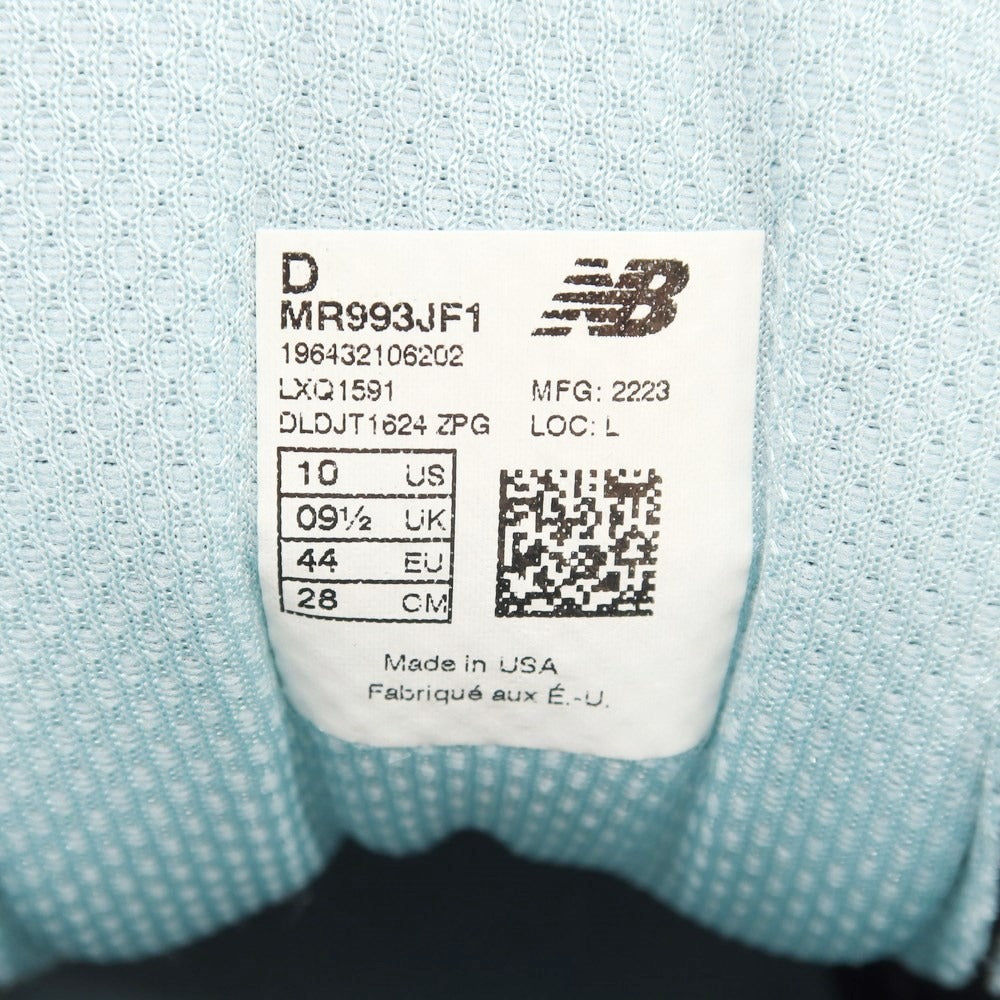 D
NB
MR993JF1
196432106202
LXQ1591
MFG: 2223
DLDJT1624 ZPG
LOC: L
10 US
09½ UK
44 EU
28 CM
Made in USA
Fabriqué aux É.-U.